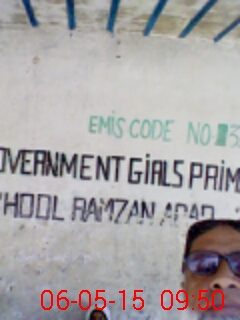 EMIS CODE NO
OVERNMENT GIRLS PRIM
HOOL RAMZAN ABAD
06-05-15 09:50